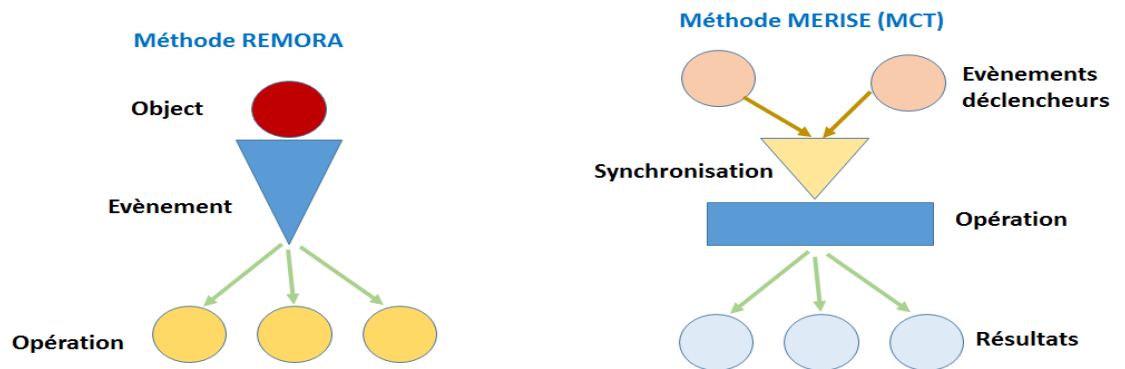 Méthode REMORA
Object
Evènement
Opération
Méthode MERISE (MCT)
Evènements
déclencheurs
Synchronisation
Opération
Résultats